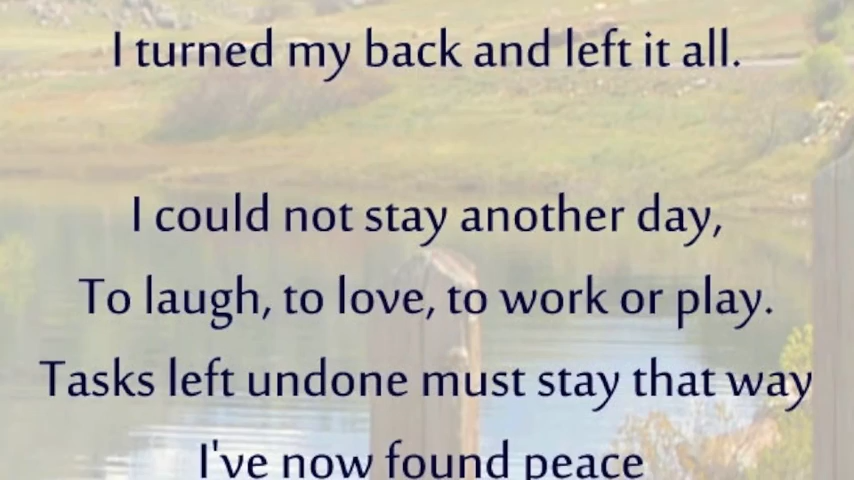 I turned my back and left it all.
I could not stay another day,
To laugh, to love, to work or play.
Tasks left undone must stay that way
I've now found peace